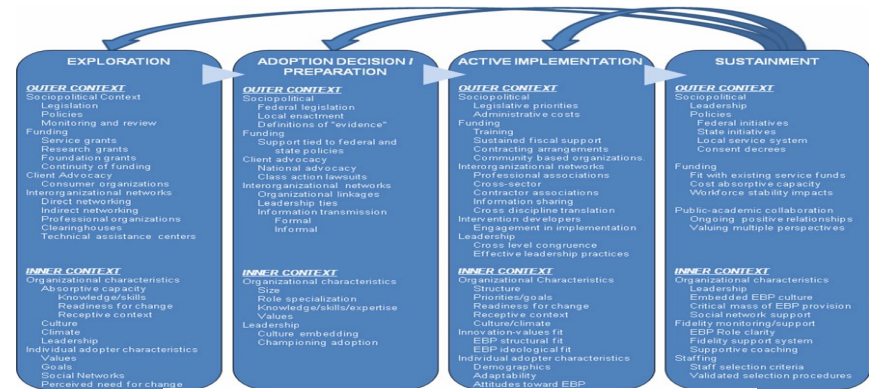 EXPLORATION
OUTER CONTEXT
Sociopolitical Context
Legislation
Policies
Monitoring and review
Funding
Service grants
Research grants
Foundation grants
Continuity of funding
Client Advocacy
Consumer organizations
Interorganizational networks
Direct networking
Indirect networking
Professional organizations
Clearinghouses
Technical assistance centers
INNER CONTEXT
Organizational characteristics
Absorptive capacity
Knowledge/skills
Readiness for change
Receptive context
Culture
Climate
Leadership
Individual adopter characteristics
Values
Goals
Social Networks
Perceived need for change
ADOPTION DECISION /
PREPARATION
OUTER CONTEXT
Sociopolitical
Federal legislation
Local enactment
Definitions of "evidence"
Funding
Support tied to federal and
state policies
Client advocacy
National advocacy
Class action lawsuits
Interorganizational networks
Organizational linkages
Leadership ties
Information transmission
Formal
Informal
INNER CONTEXT
Organizational characteristics
Size
Role specialization
Knowledge/skills/expertise
Values
Leadership
Culture embedding
Championing adoption
ACTIVE IMPLEMENTATION
OUTER CONTEXT
Sociopolitical
Legislative priorities
Administrative costs
Funding
Training
Sustained fiscal support
Contracting arrangements
Community based organizations.
Interorganizational networks
Professional associations
Cross-sector
Contractor associations
Information sharing
Cross discipline translation
Intervention developers
Engagement in implementation
Leadership
Cross level congruence
Effective leadership practices
INNER CONTEXT
Organizational Characteristics
Structure
Priorities/goals
Readiness for change
Receptive context
Culture/climate
Innovation-values fit
EBP structural fit
EBP ideological fit
Individual adopter characteristics
Demographics
Adaptability
Attitudes toward EBP
SUSTAINMENT
OUTER CONTEXT
Sociopolitical
Leadership
Policies
Federal initiatives
State initiatives
Local service system
Consent decrees
Funding
Fit with existing service funds
Cost absorptive capacity
Workforce stability impacts
Public-academic collaboration
Ongoing positive relationships
Valuing multiple perspectives
INNER CONTEXT
Organizational characteristics
Leadership
Embedded EBP culture
Critical mass of EBP provision
Social network support
Fidelity monitoring/support
EBP Role clarity
Fidelity support system
Supportive coaching
Staffing
Staff selection criteria
Validated selection procedures